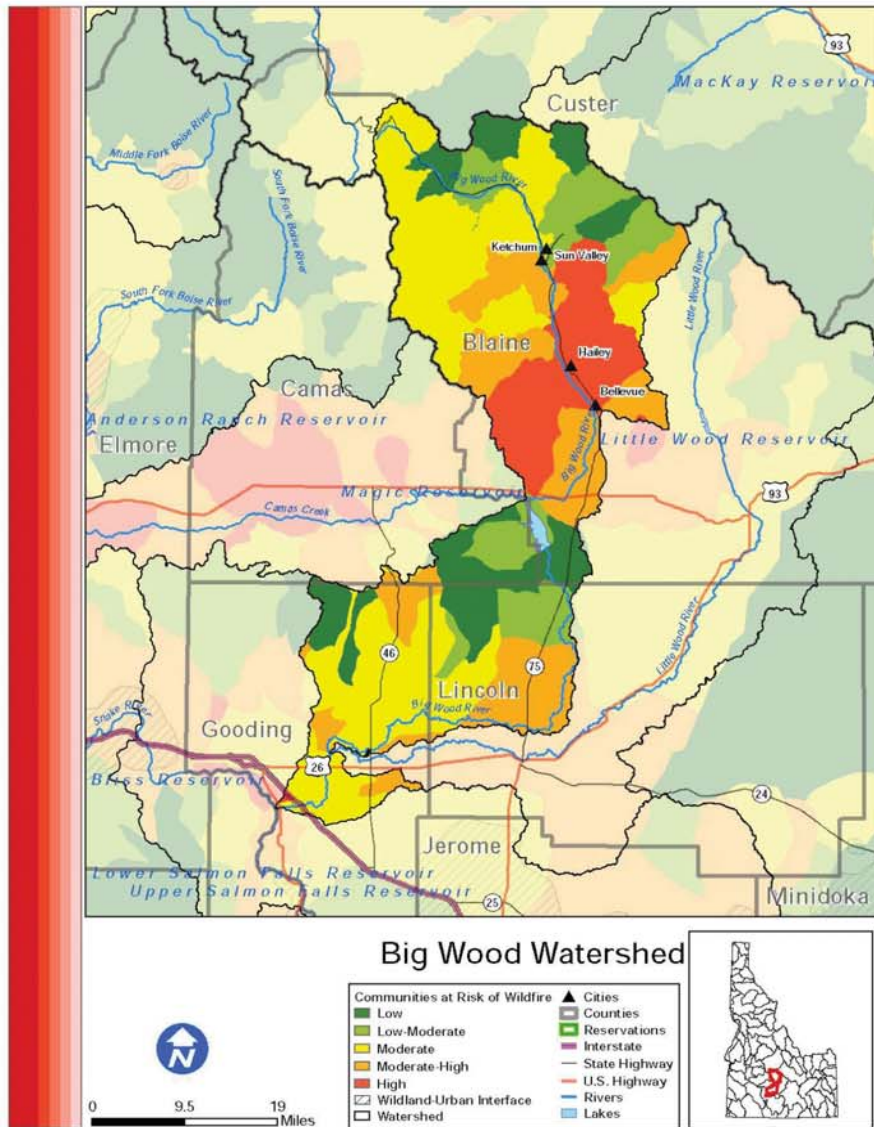 93
MacKay Reservoir
Custer
Middle Fork Boise River
South Fork Boise River
Big Wood River
Ketchum
Sun Valley
Little Wood River
South Fork Boise River
Blaine
Hailey
Camas
Bellevue
Anderson Ranch Reservoir
Elmore
Big Wood Riv
Little Wood Reservoir
Magic Reservoir
93
Camas Creek
46
75
Little Wood River
Lincoln
Big Wood River
Snake River
Gooding
26
Bliss Reservoir
24
Jerome
Lower Salmon Falls Reservoir
Upper Salmon Falls Reservoir
25
Minidoka
Big Wood Watershed
Communities at Risk of Wildfire
Low
Low-Moderate
Moderate
Moderate-High
High
Wildland-Urban Interface
Watershed
Cities
Counties
Reservations
Interstate
State Highway
U.S. Highway
Rivers
Lakes
N
0 9.5 19
Miles